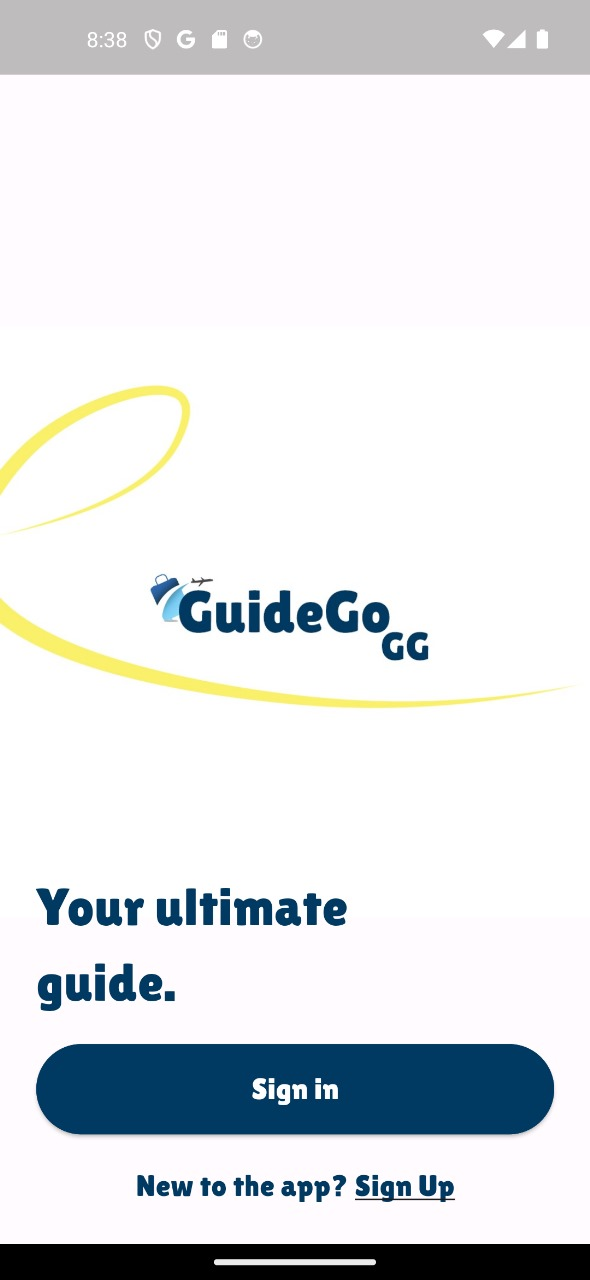 8:38
GuideGo
GG
Your ultimate
guide.
Sign in
New to the app? Sign Up